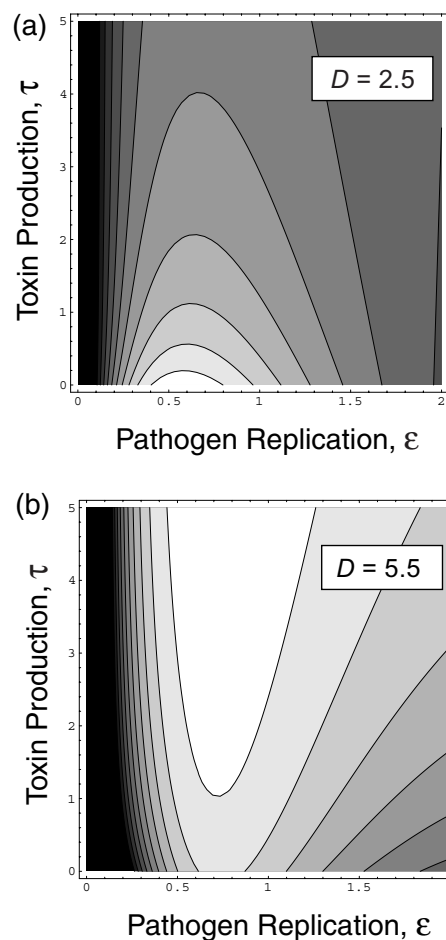 (a)
5
4
3
2
1
0
D = 2.5
Toxin Production, τ
0
0.5
1
1.5
2
Pathogen Replication, ε
(b)
5
4
3
2
1
0
D = 5.5
Toxin Production, τ
0
0.5
1
1.5
Pathogen Replication, ε